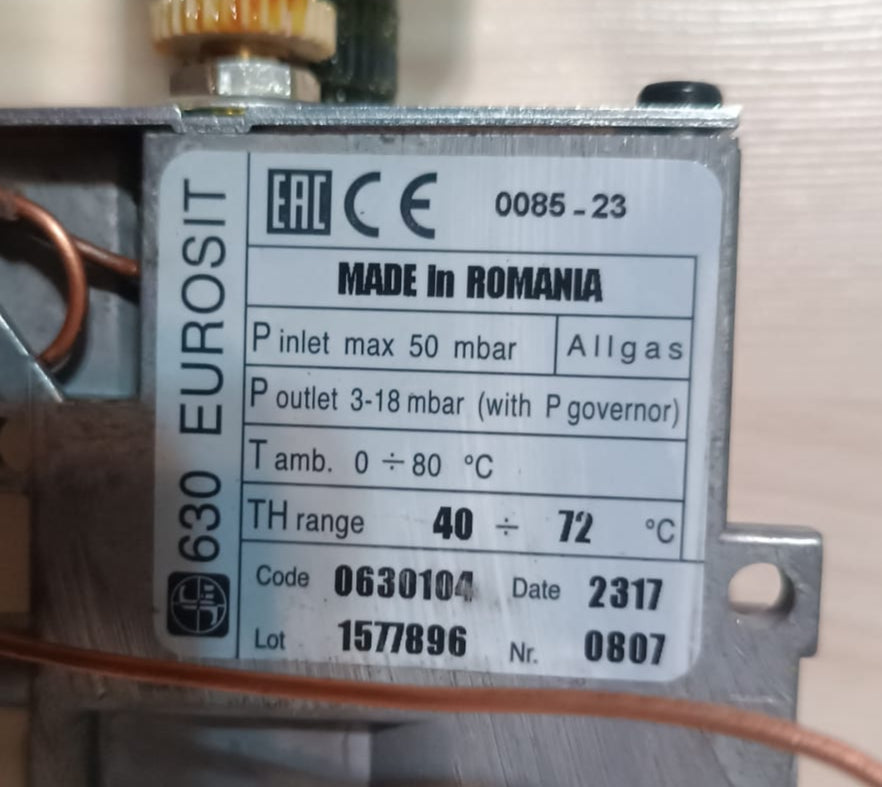 630 EUROSIT
EAC CE 0085-23
MADE in ROMANIA
P inlet max 50 mbar Allgas
P outlet 3-18 mbar (with P governor)
T amb. 0 ÷ 80 °C
TH range 40 ÷ 72 °C
Code 0630104 Date 2317
Lot 1577896 Nr. 0807